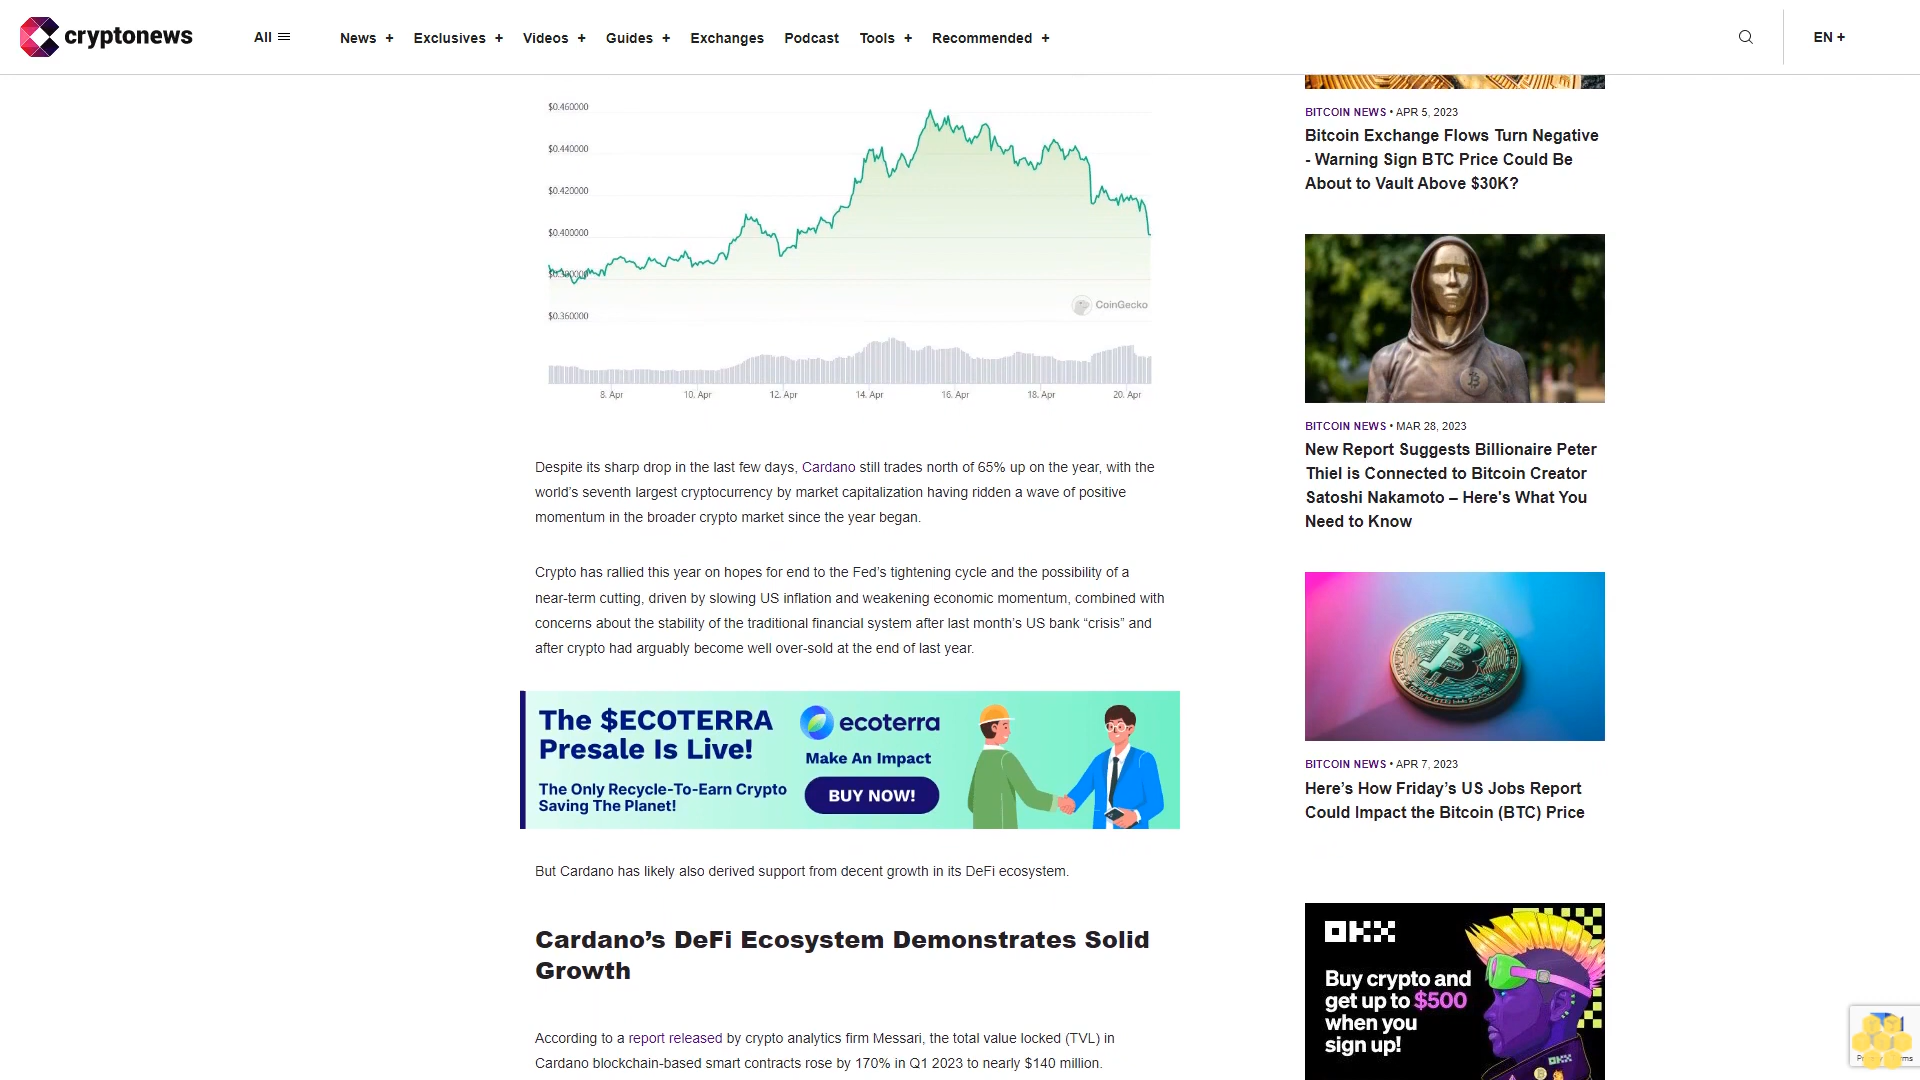 cryptonews
All
News +
Exclusives +
Videos +
Guides +
Exchanges
Podcast
Tools +
Recommended +
EN +
$0.460000
$0.440000
$0.420000
$0.400000
$0.380000
$0.360000
CoinGecko
8. Apr
10. Apr
12. Apr
14. Apr
16. Apr
18. Apr
20. Apr
Despite its sharp drop in the last few days, Cardano still trades north of 65% up on the year, with the
world’s seventh largest cryptocurrency by market capitalization having ridden a wave of positive
momentum in the broader crypto market since the year began.
Crypto has rallied this year on hopes for end to the Fed’s tightening cycle and the possibility of a
near-term cutting, driven by slowing US inflation and weakening economic momentum, combined with
concerns about the stability of the traditional financial system after last month’s US bank “crisis” and
after crypto had arguably become well over-sold at the end of last year.
The $ECOTERRA
Presale Is Live!
The Only Recycle-To-Earn Crypto
Saving The Planet!
ecoterra
Make An Impact
BUY NOW!
But Cardano has likely also derived support from decent growth in its DeFi ecosystem.
Cardano’s DeFi Ecosystem Demonstrates Solid
Growth
According to a report released by crypto analytics firm Messari, the total value locked (TVL) in
Cardano blockchain-based smart contracts rose by 170% in Q1 2023 to nearly $140 million.
BITCOIN NEWS • APR 5, 2023
Bitcoin Exchange Flows Turn Negative
- Warning Sign BTC Price Could Be
About to Vault Above $30K?
BITCOIN NEWS • MAR 28, 2023
New Report Suggests Billionaire Peter
Thiel is Connected to Bitcoin Creator
Satoshi Nakamoto – Here's What You
Need to Know
BITCOIN NEWS • APR 7, 2023
Here’s How Friday’s US Jobs Report
Could Impact the Bitcoin (BTC) Price
OKX
Buy crypto and
get up to $500
when you
sign up!
OKX